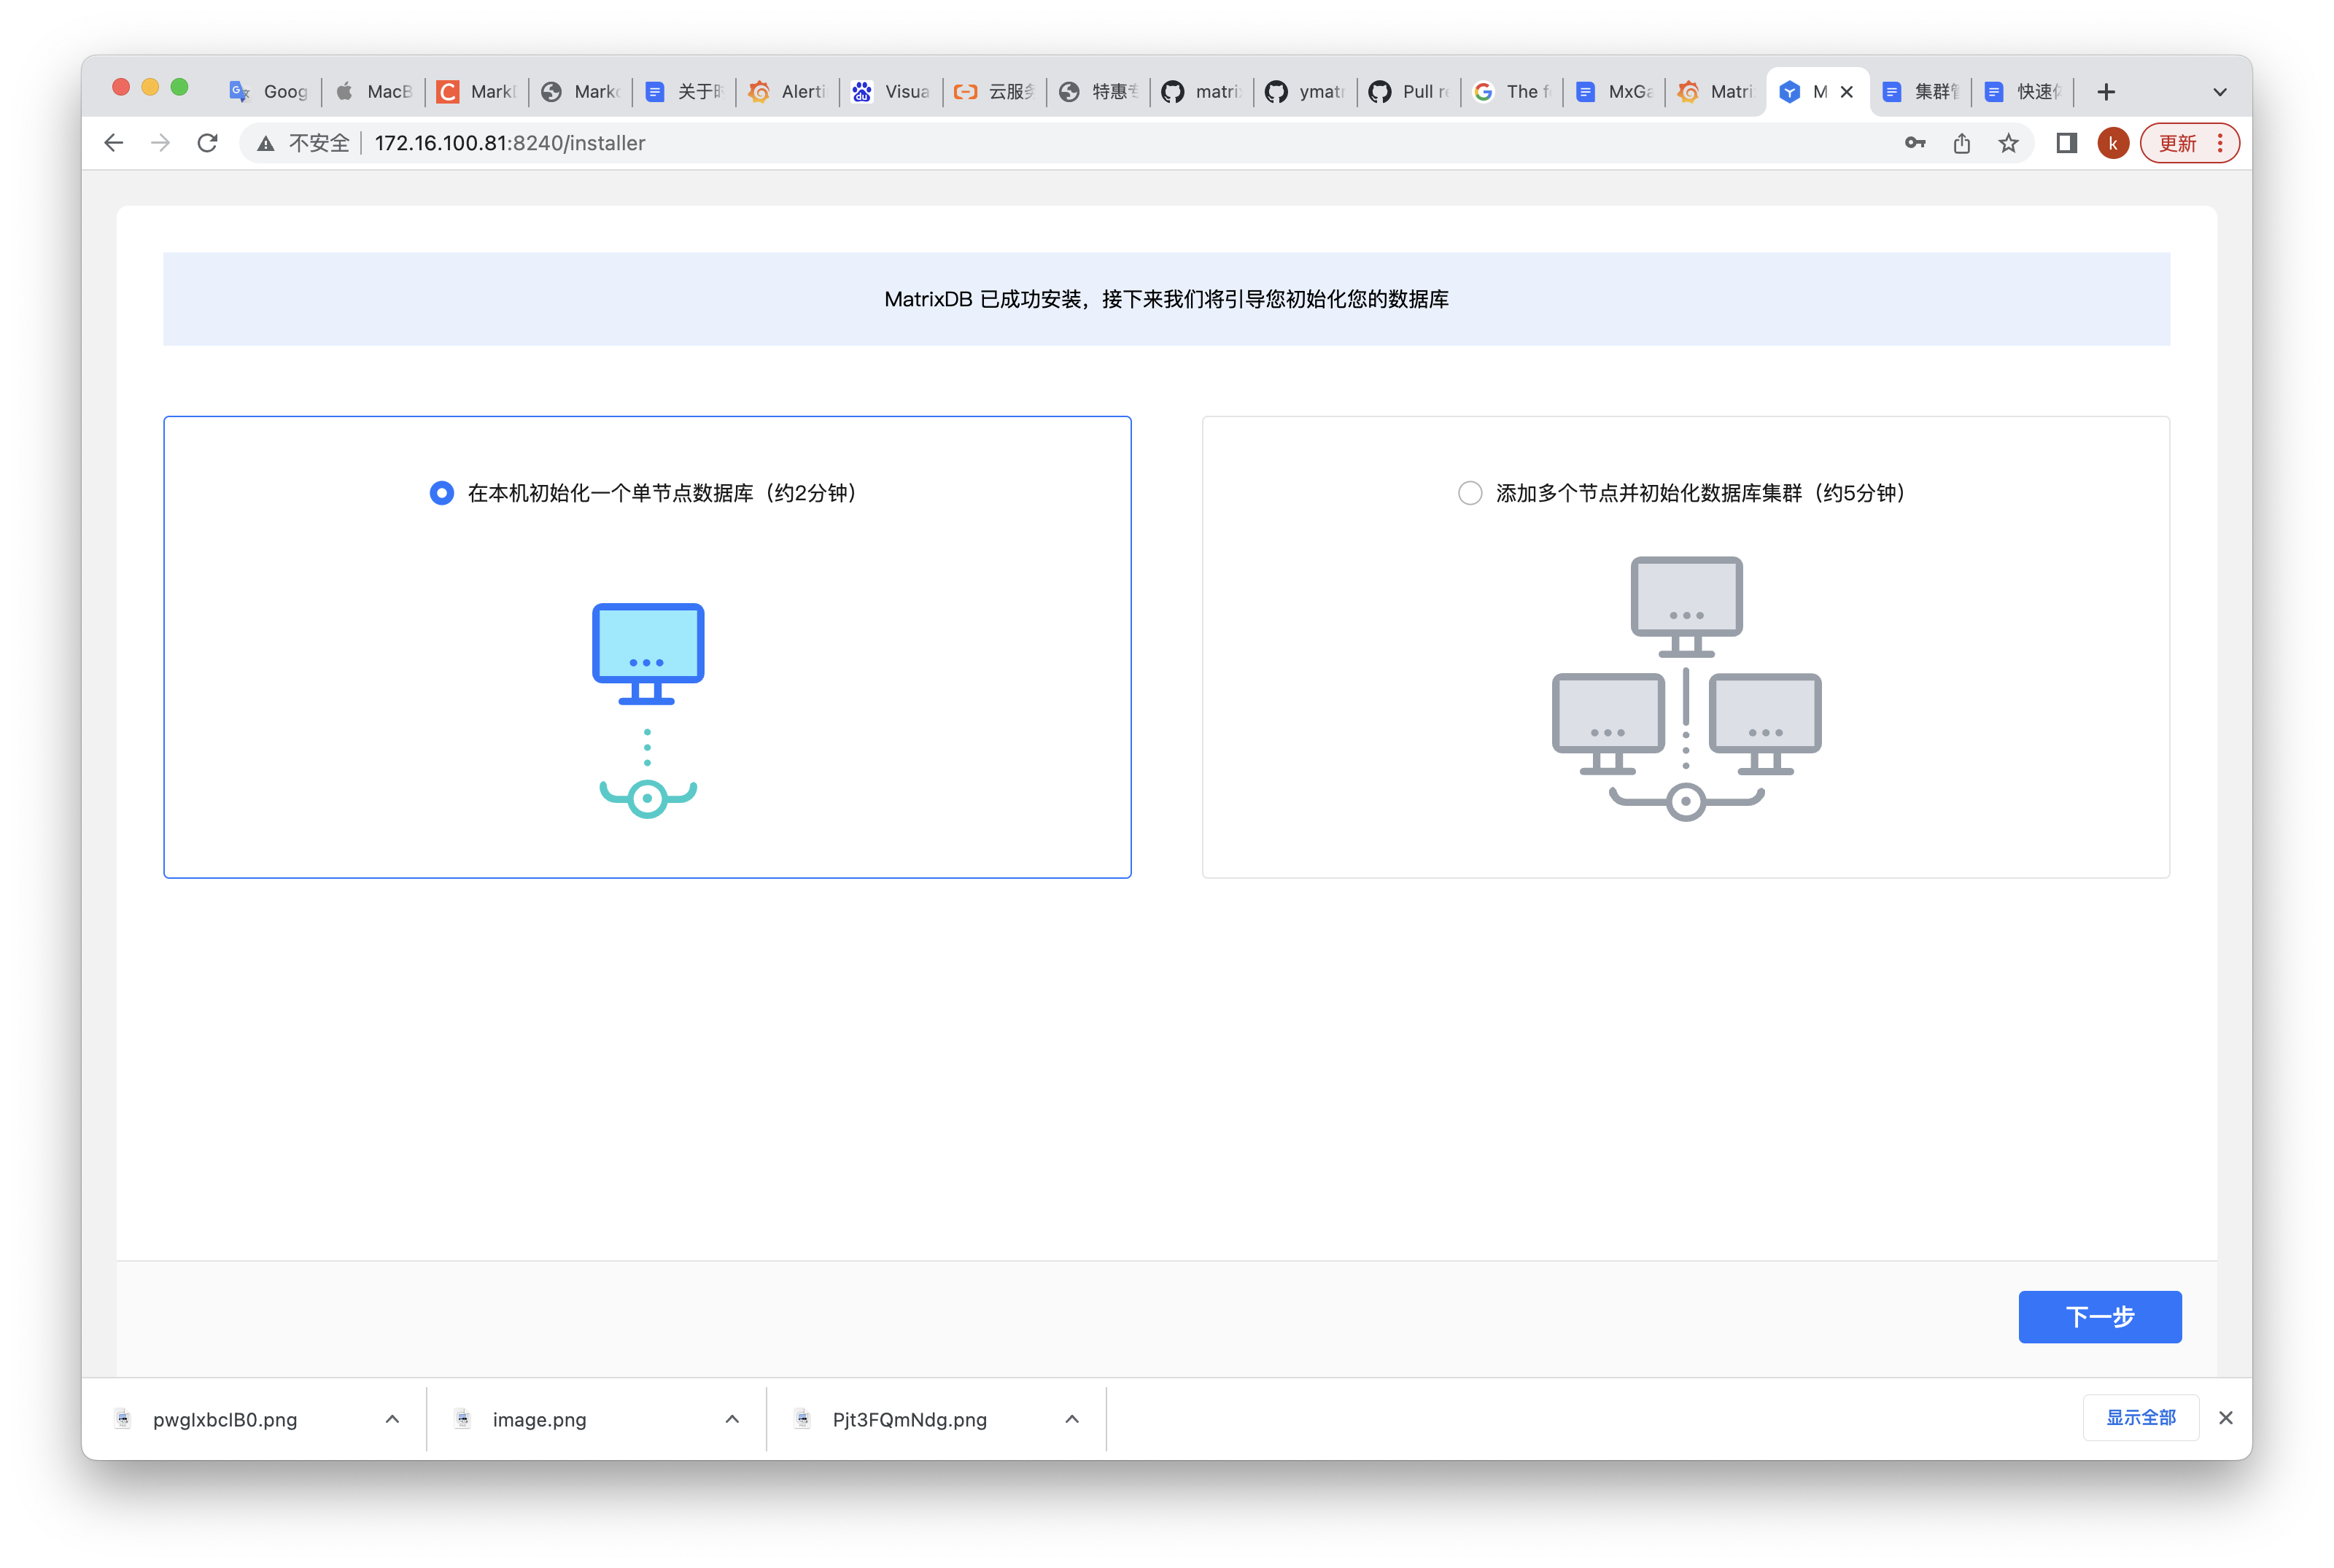 Goog
MacB
Mark
Mark
关于
Alerti
Visua
云服
特惠
matri
ymat
Pull r
The f
MxGa
Matri
M
集群
快速
不安全
172.16.100.81:8240/installer
k
更新
MatrixDB 已成功安装，接下来我们将引导您初始化您的数据库
在本机初始化一个单节点数据库（约2分钟）
添加多个节点并初始化数据库集群（约5分钟）
下一步
pwglxbclB0.png
image.png
Pjt3FQmNdg.png
显示全部